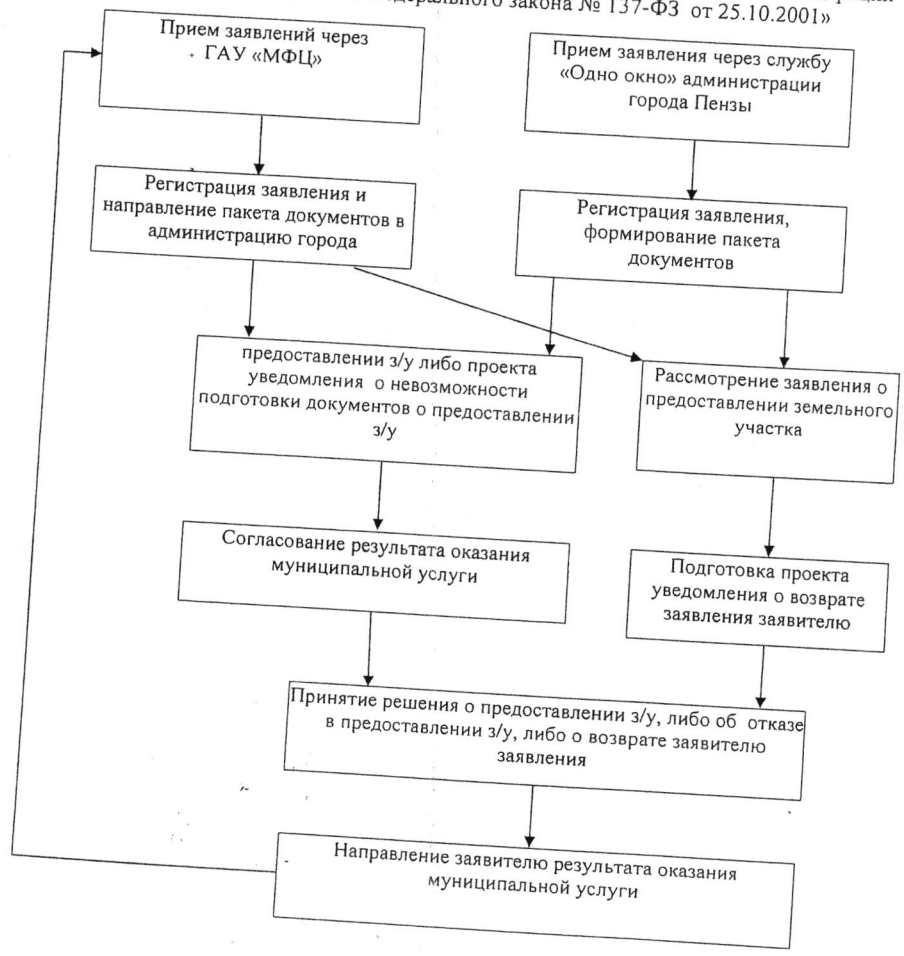 закона № 137-ФЗ от 25.10.2001»
Прием заявлений через
ГАУ «МФЦ»
Прием заявления через службу
«Одно окно» администрации
города Пензы
Регистрация заявления и
направление пакета документов в
администрацию города
Регистрация заявления,
формирование пакета
документов
предоставлении з/у либо проекта
уведомления о невозможности
подготовки документов о предоставлении
з/у
Рассмотрение заявления о
предоставлении земельного
участка
Согласование результата оказания
муниципальной услуги
Подготовка проекта
уведомления о возврате
заявления заявителю
Принятие решения о предоставлении з/у, либо об отказе
в предоставлении з/у, либо о возврате заявителю
заявления
Направление заявителю результата оказания
муниципальной услуги